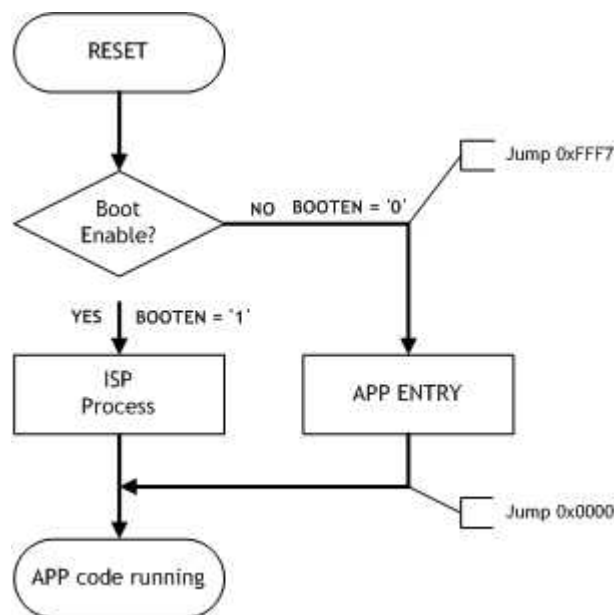 RESET
Jump 0xFFF7
Boot
Enable?
NO BOOTEN = '0'
YES BOOTEN = '1'
ISP
Process
APP ENTRY
Jump 0x0000
APP code running